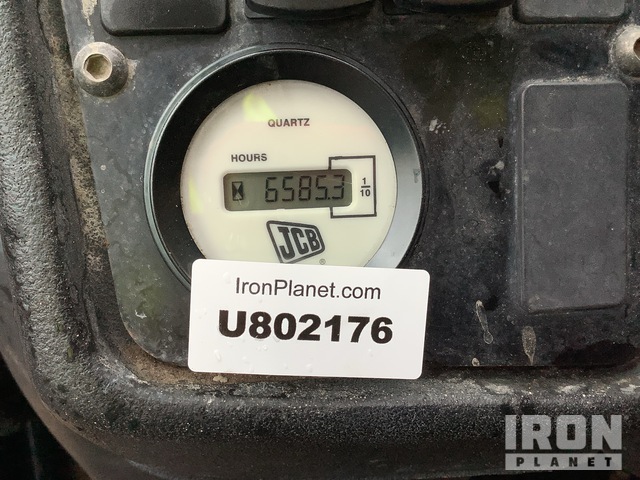 QUARTZ
HOURS
6585.3
1/10
JCB
®
IronPlanet.com
U802176
IRON
PLANET